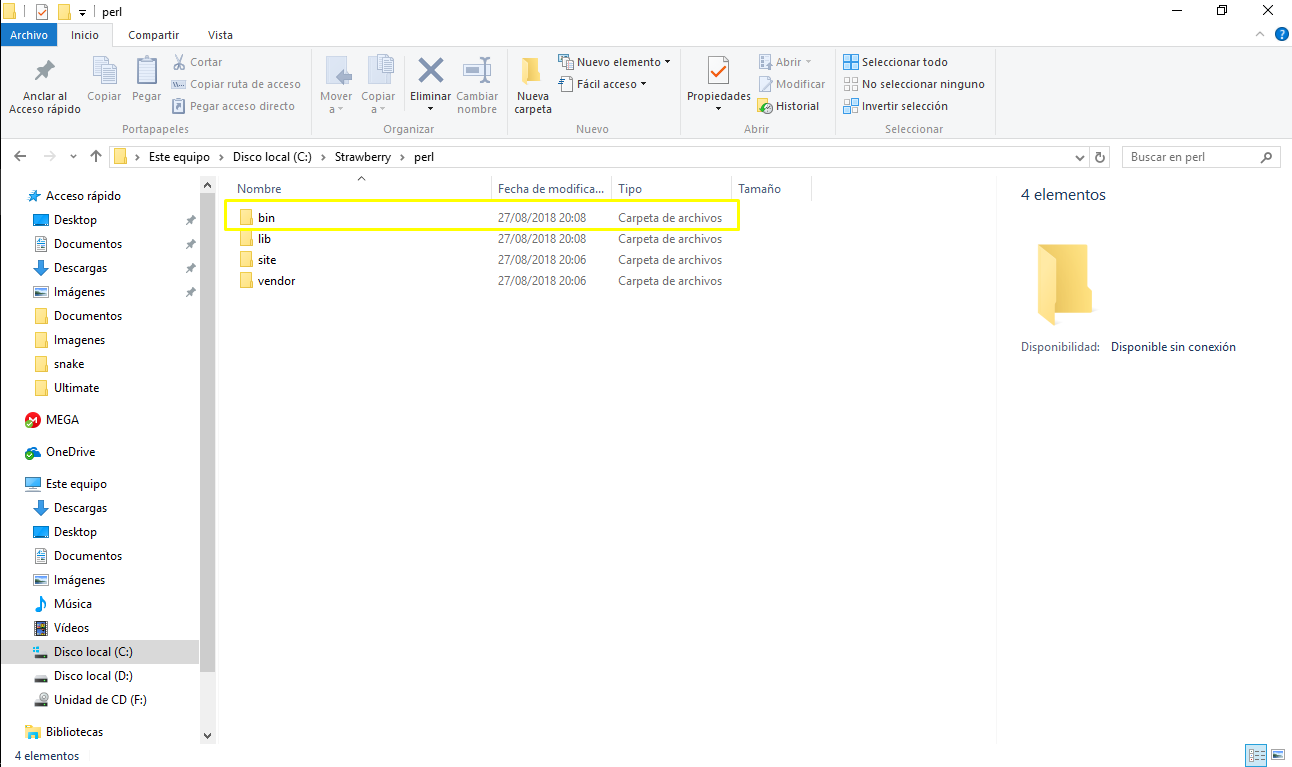 perl
Archivo Inicio Compartir Vista
Anclar al Acceso rápido
Copiar
Pegar
Cortar
Copiar ruta de acceso
Pegar acceso directo
Portapapeles
Mover a
Copiar a
Eliminar
Cambiar nombre
Organizar
Nueva carpeta
Nuevo elemento
Fácil acceso
Nuevo
Propiedades
Abrir
Modificar
Historial
Abrir
Seleccionar todo
No seleccionar ninguno
Invertir selección
Seleccionar
Este equipo > Disco local (C:) > Strawberry > perl
Buscar en perl
Acceso rápido
Desktop
Documentos
Descargas
Imágenes
Documentos
Imagenes
snake
Ultimate
MEGA
OneDrive
Este equipo
Descargas
Desktop
Documentos
Imágenes
Música
Vídeos
Disco local (C:)
Disco local (D:)
Unidad de CD (F:)
Bibliotecas
Nombre Fecha de modifica... Tipo Tamaño
bin 27/08/2018 20:08 Carpeta de archivos
lib 27/08/2018 20:08 Carpeta de archivos
site 27/08/2018 20:06 Carpeta de archivos
vendor 27/08/2018 20:06 Carpeta de archivos
4 elementos
Disponibilidad: Disponible sin conexión
4 elementos